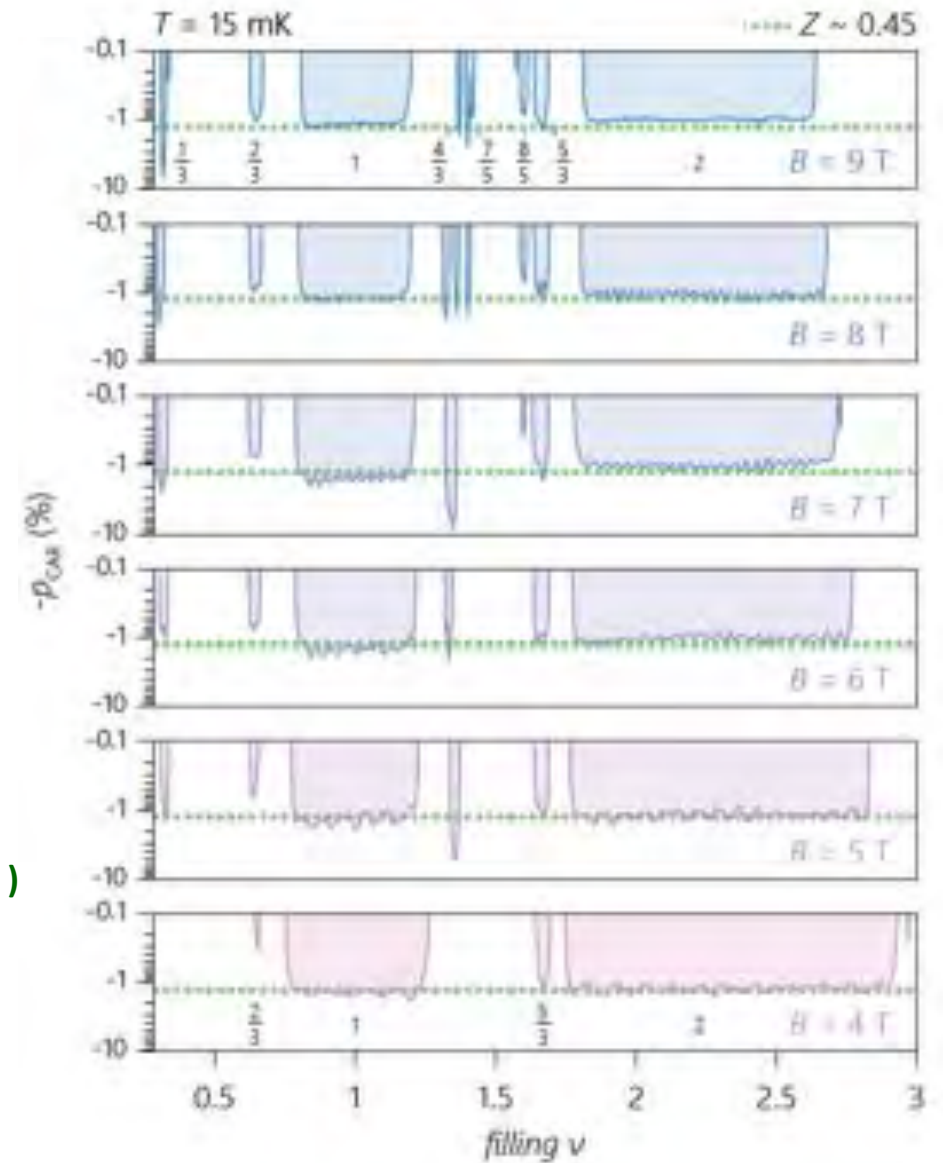 T = 15 mK
Z ~ 0.45
-0.1
-1
-10
1/3 2/3 1 4/3 7/5 8/5 5/3 2
B = 9 T
-0.1
-1
-10
B = 8 T
-0.1
-1
-10
B = 7 T
-0.1
-1
-10
B = 6 T
-0.1
-1
-10
B = 5 T
)
-0.1
-1
-10
2/3 1 5/3 2
B = 4 T
-p_CAR (%)
0.5 1 1.5 2 2.5 3
filling ν